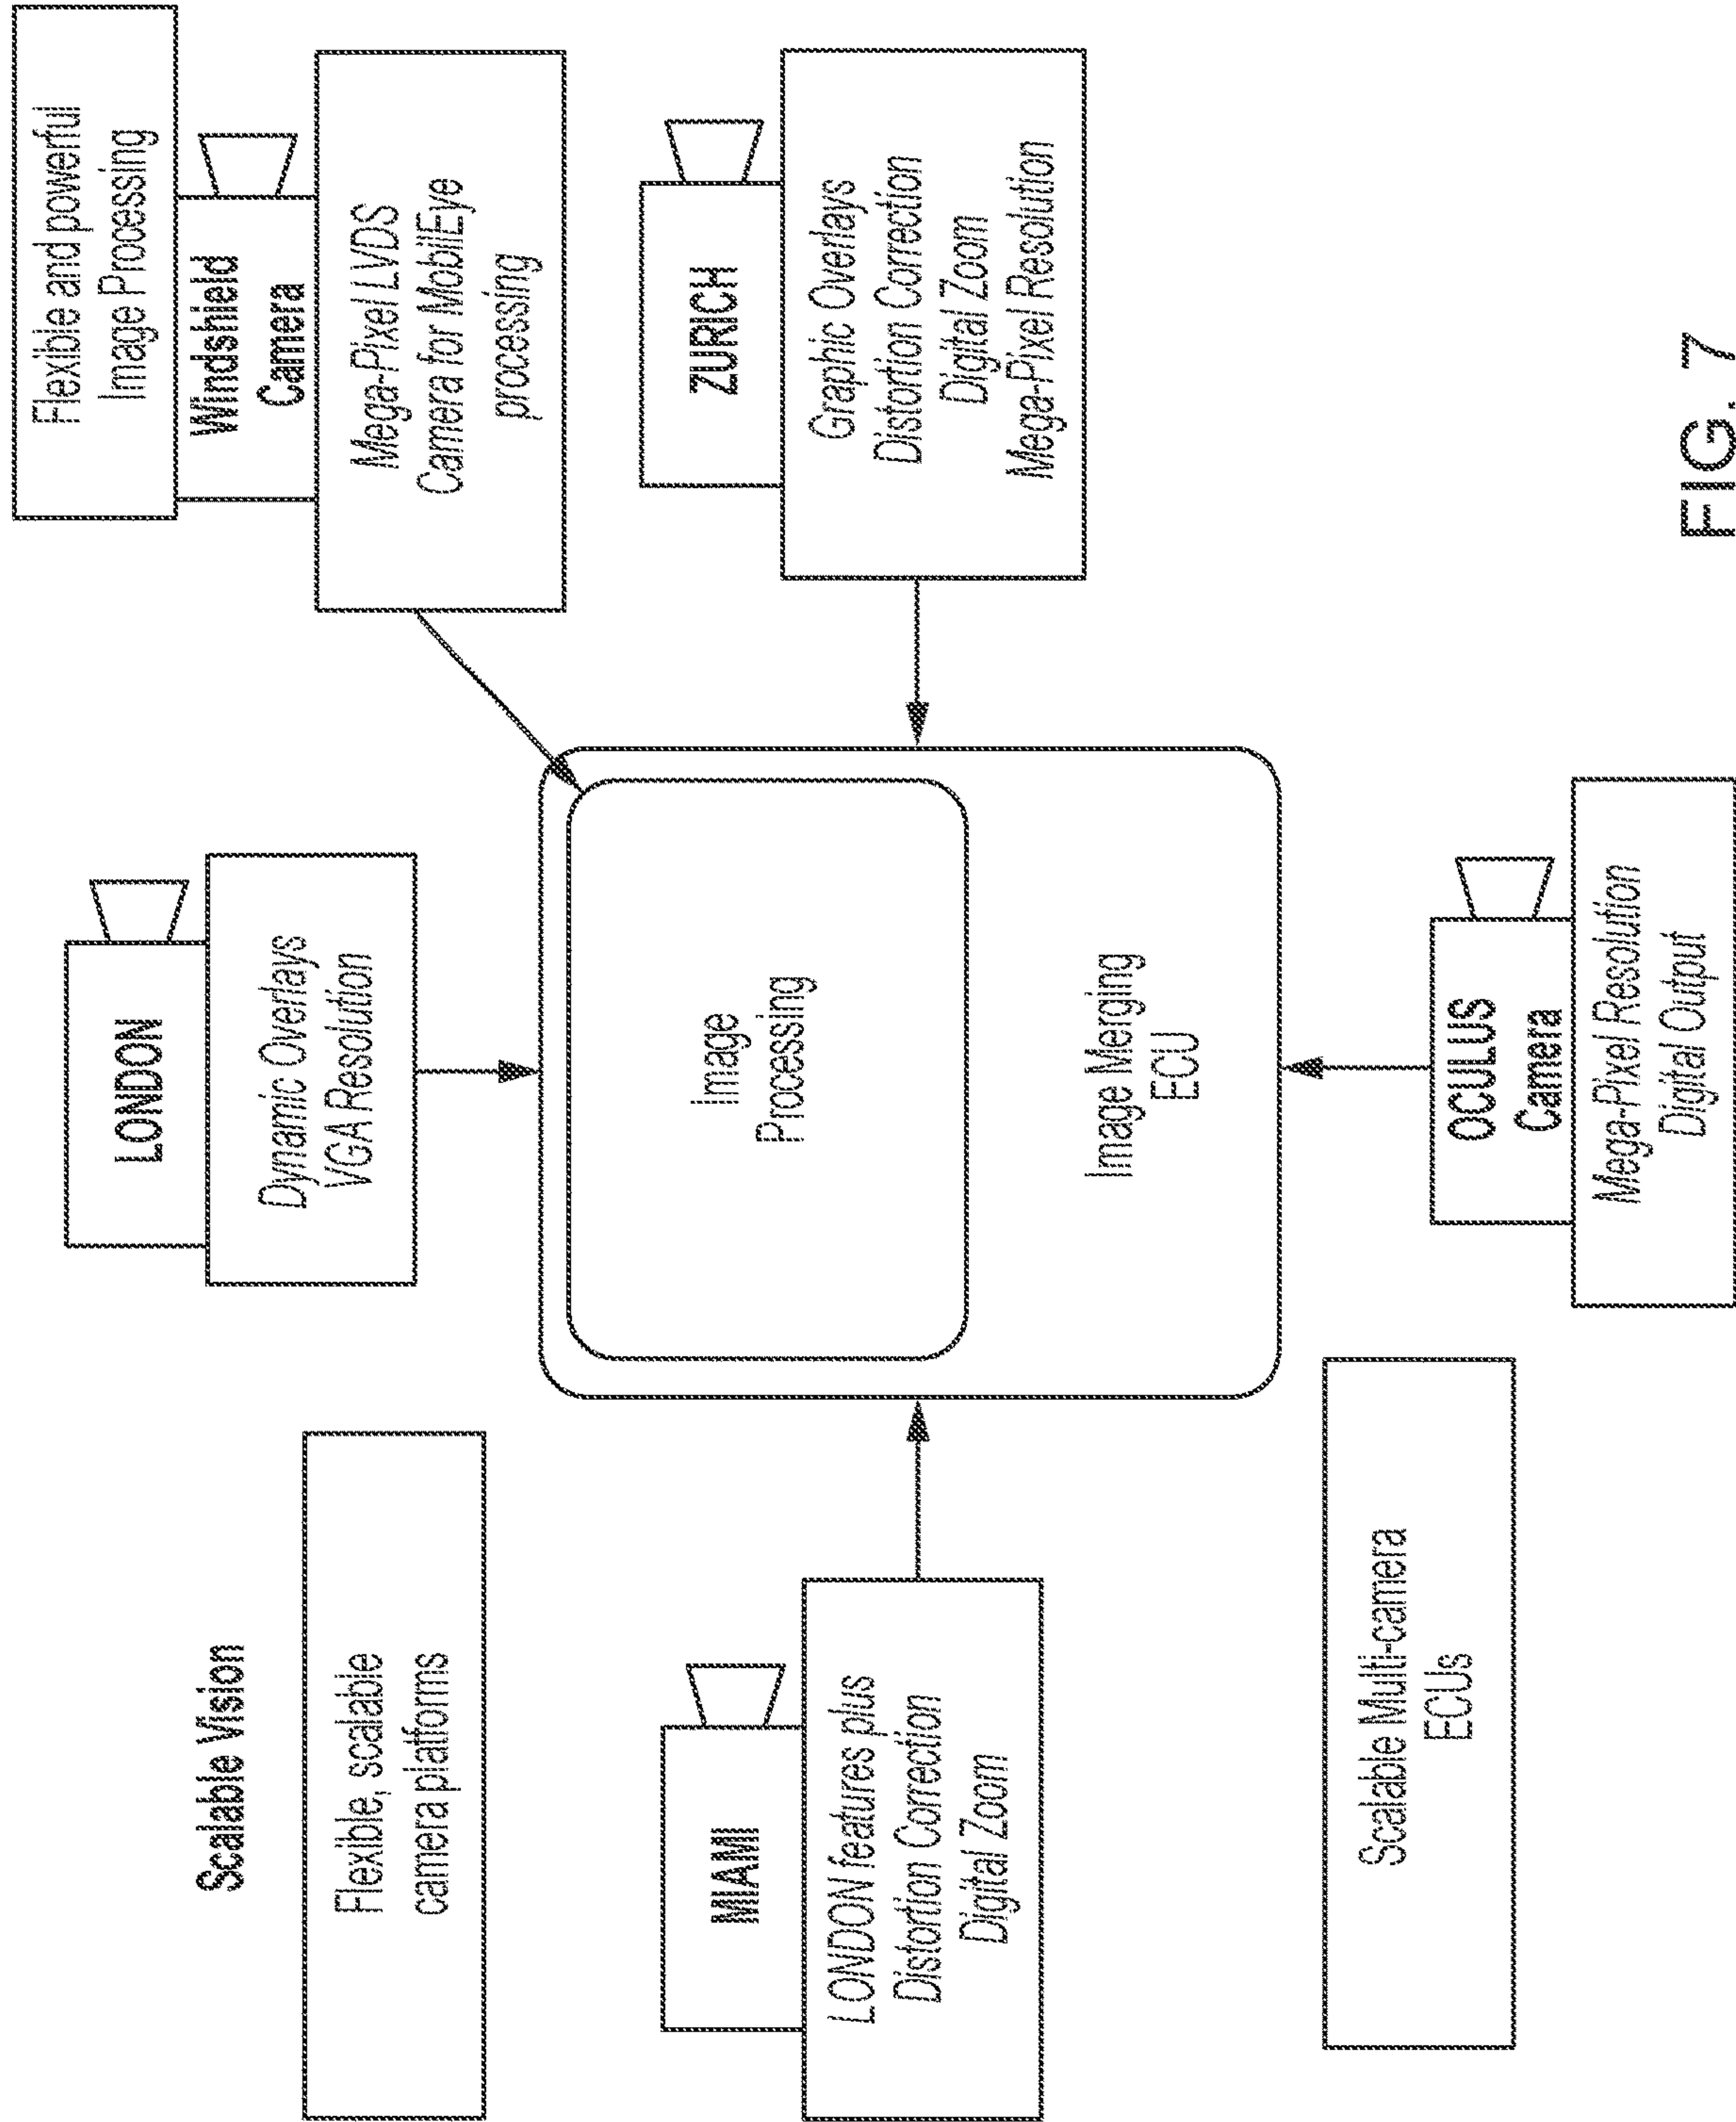 Scalable Vision
Flexible, scalable
camera platforms
LONDON
Dynamic Overlays
VGA Resolution
Flexible and powerful
Image Processing
Windshield
Camera
Mega-Pixel LVDS
Camera for MobilEye
processing
MIAMI
LONDON features plus
Distortion Correction
Digital Zoom
Image
Processing
Image Merging
ECU
ZURICH
Graphic Overlays
Distortion Correction
Digital Zoom
Mega-Pixel Resolution
Scalable Multi-camera
ECUs
OCULUS
Camera
Mega-Pixel Resolution
Digital Output
FIG. 7